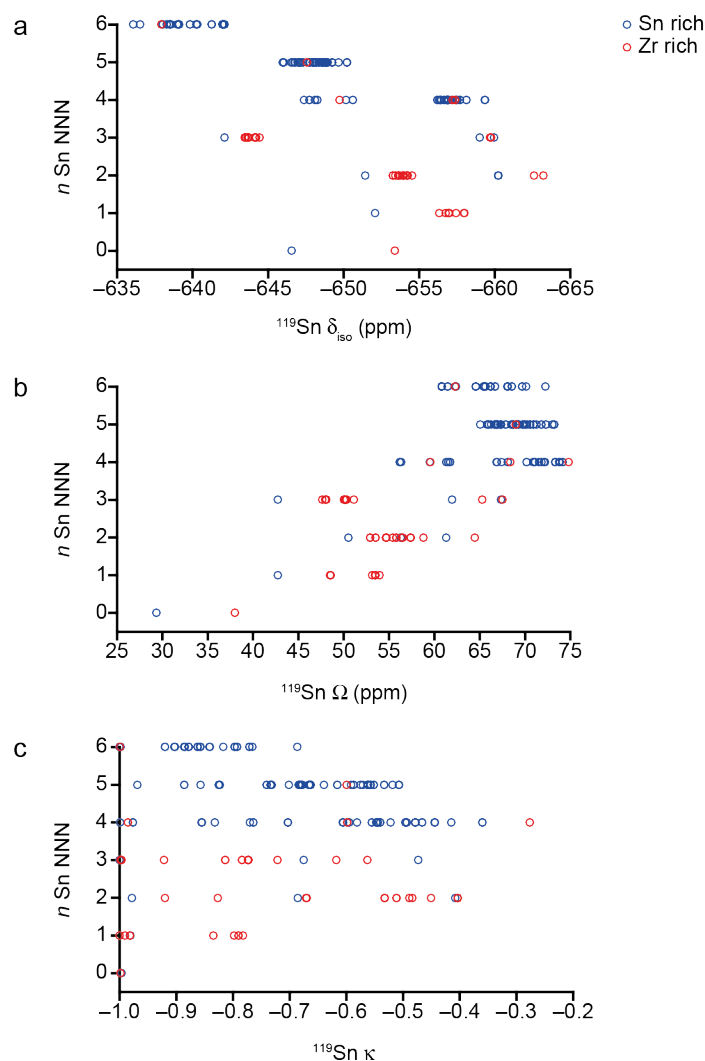 a
Sn rich
Zr rich
n Sn NNN
6
5
4
3
2
1
0
–635 –640 –645 –650 –655 –660 –665
¹¹⁹Sn δiso (ppm)
b
n Sn NNN
6
5
4
3
2
1
0
25 30 35 40 45 50 55 60 65 70 75
¹¹⁹Sn Ω (ppm)
c
n Sn NNN
6
5
4
3
2
1
0
–1.0 –0.9 –0.8 –0.7 –0.6 –0.5 –0.4 –0.3 –0.2
¹¹⁹Sn κ